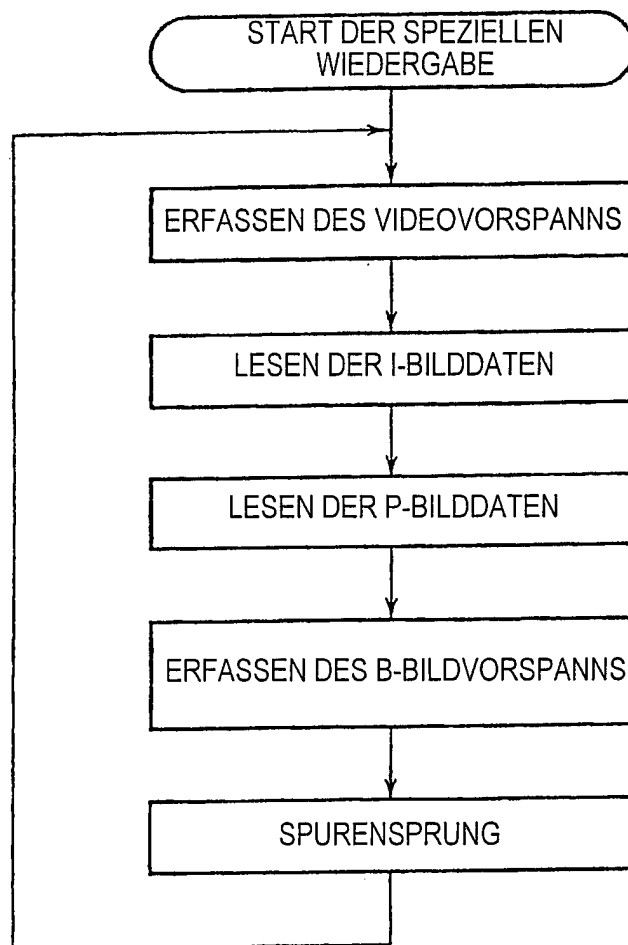 START DER SPEZIELLEN
WIEDERGABE
ERFASSEN DES VIDEOVORSPANNS
LESEN DER I-BILDDATEN
LESEN DER P-BILDDATEN
ERFASSEN DES B-BILDVORSPANNS
SPURENSPRUNG